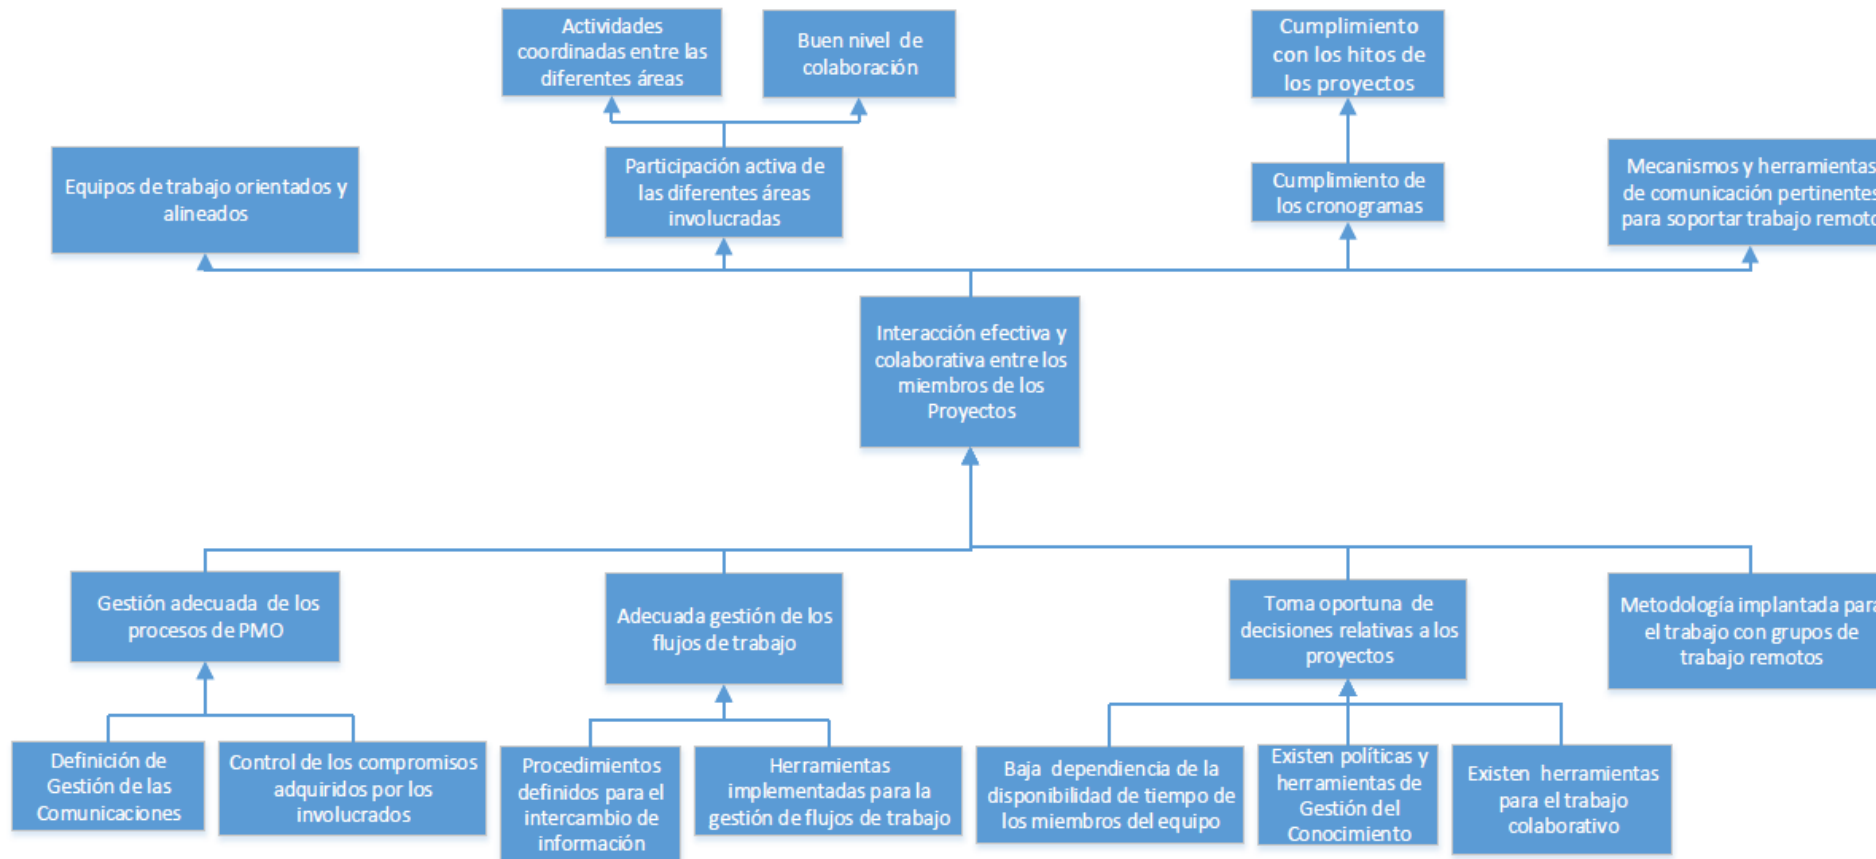 Actividades
coordinadas entre las
diferentes áreas
Buen nivel de
colaboración
Cumplimiento
con los hitos de
los proyectos
Equipos de trabajo orientados y
alineados
Participación activa de
las diferentes áreas
involucradas
Cumplimiento de
los cronogramas
Mecanismos y herramientas
de comunicación pertinentes
para soportar trabajo remoto
Interacción efectiva y
colaborativa entre los
miembros de los
Proyectos
Gestión adecuada de los
procesos de PMO
Adecuada gestión de los
flujos de trabajo
Toma oportuna de
decisiones relativas a los
proyectos
Metodología implantada para
el trabajo con grupos de
trabajo remotos
Definición de
Gestión de las
Comunicaciones
Control de los compromisos
adquiridos por los
involucrados
Procedimientos
definidos para el
intercambio de
información
Herramientas
implementadas para la
gestión de flujos de trabajo
Baja dependencia de la
disponibilidad de tiempo de
los miembros del equipo
Existen políticas y
herramientas de
Gestión del
Conocimiento
Existen herramientas
para el trabajo
colaborativo